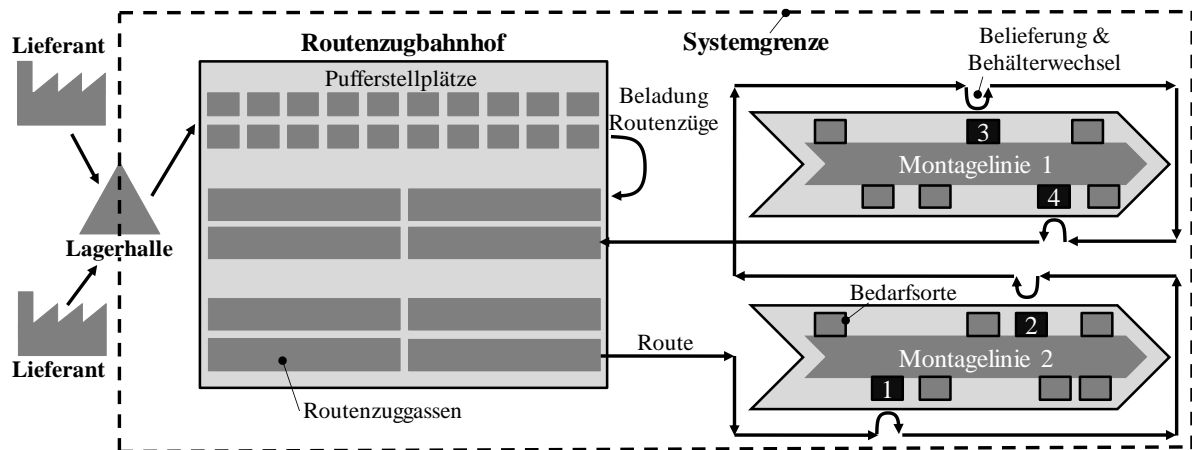 Lieferant
Routenzugbahnhof
Systemgrenze
Belieferung &
Behälterwechsel
Pufferstellplätze
Beladung
Routenzüge
3
Montagelinie 1
4
Lagerhalle
Bedarfsorte
2
Route
Montagelinie 2
1
Lieferant
Routenzuggassen